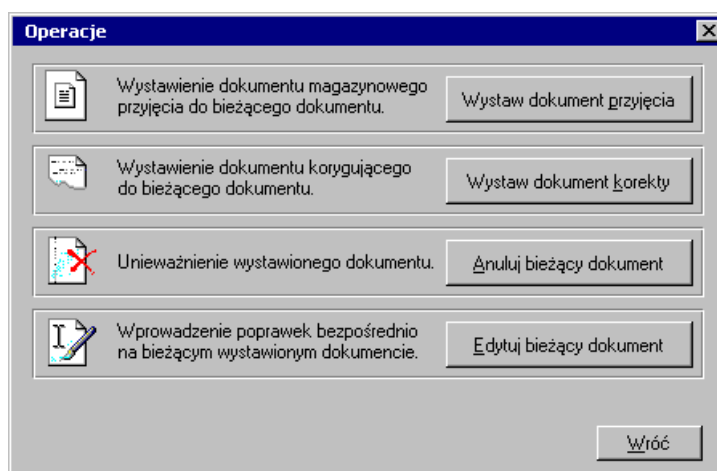 Operacje
Wystawienie dokumentu magazynowego
przyjęcia do bieżącego dokumentu.
Wystaw dokument przyjęcia
Wystawienie dokumentu korygującego
do bieżącego dokumentu.
Wystaw dokument korekty
Unieważnienie wystawionego dokumentu.
Anuluj bieżący dokument
Wprowadzenie poprawek bezpośrednio
na bieżącym wystawionym dokumencie.
Edytuj bieżący dokument
Wróć